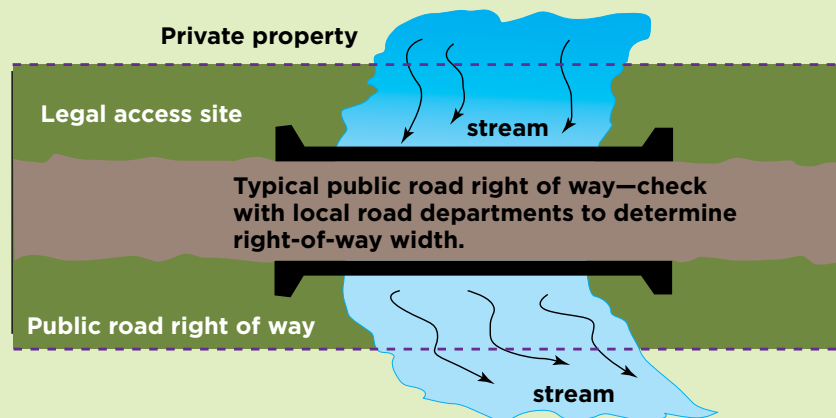 Private property
Legal access site
stream
Typical public road right of way—check
with local road departments to determine
right-of-way width.
Public road right of way
stream